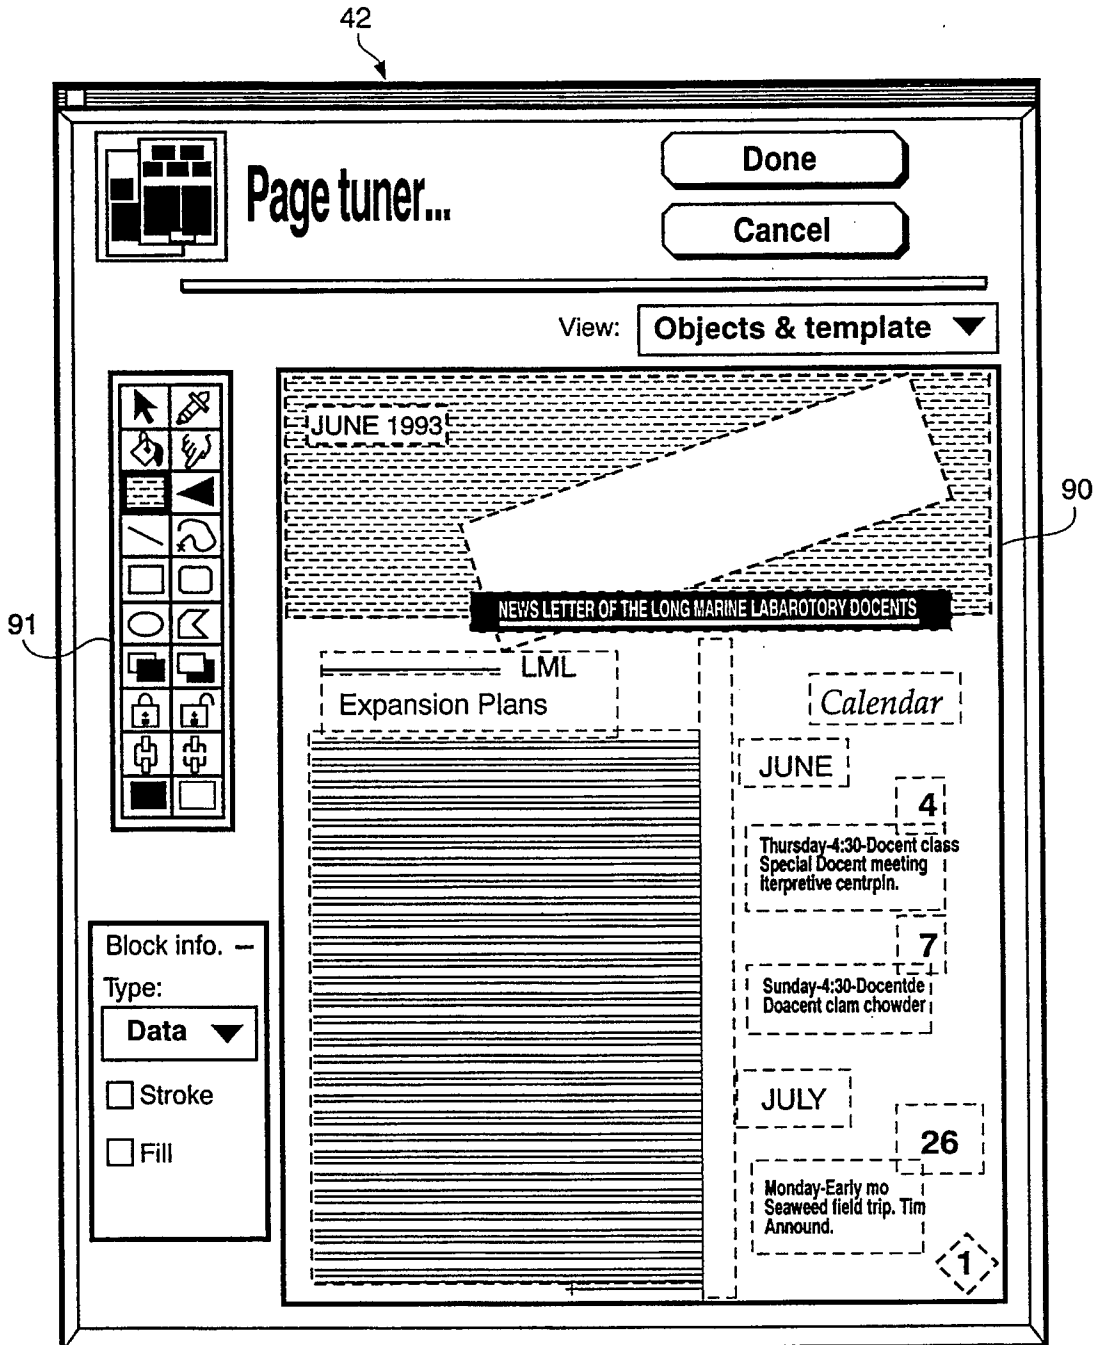 42
Page tuner...
Done
Cancel
View:
Objects & template
JUNE 1993
90
NEWS LETTER OF THE LONG MARINE LABAROTORY DOCENTS
91
LML
Expansion Plans
Calendar
JUNE
4
Thursday-4:30-Docent class
Special Docent meeting
Iterpretive centrpln.
7
Sunday-4:30-Docentde
Doacent clam chowder
Block info.
Type:
Data
Stroke
Fill
JULY
26
Monday-Early mo
Seaweed field trip. Tim
Annound.
1